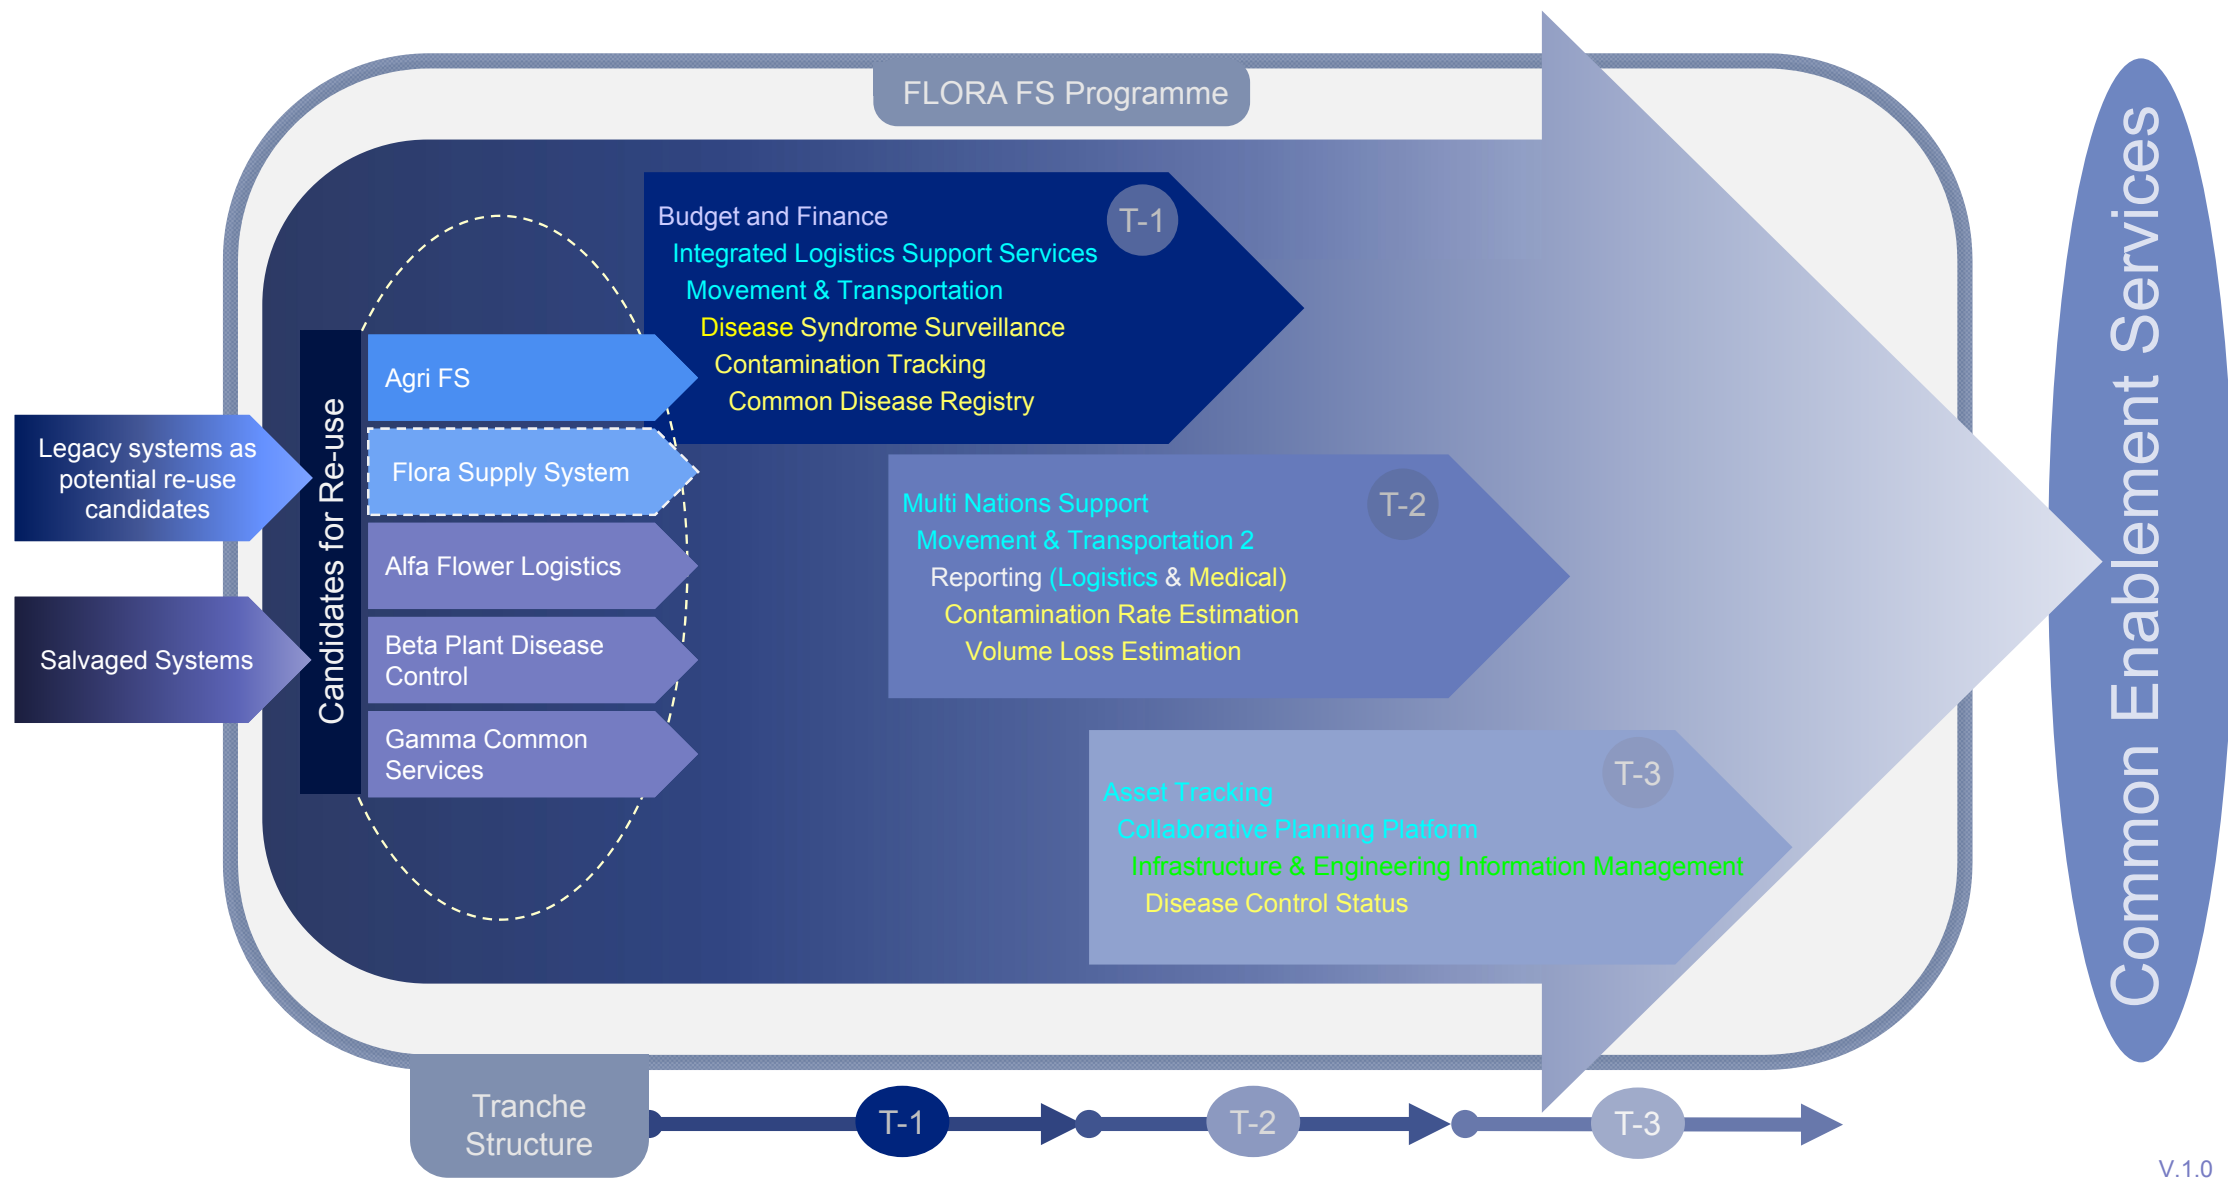 FLORA FS Programme
Budget and Finance
T-1
Integrated Logistics Support Services
Movement & Transportation
Disease Syndrome Surveillance
Contamination Tracking
Common Disease Registry
Legacy systems as
potential re-use
candidates
Salvaged Systems
Candidates for Re-use
Agri FS
Flora Supply System
Alfa Flower Logistics
Beta Plant Disease
Control
Gamma Common
Services
Multi Nations Support
T-2
Movement & Transportation 2
Reporting (Logistics & Medical)
Contamination Rate Estimation
Volume Loss Estimation
Asset Tracking
T-3
Collaborative Planning Platform
Infrastructure & Engineering Information Management
Disease Control Status
Common Enablement Services
Tranche
Structure
T-1
T-2
T-3
V.1.0